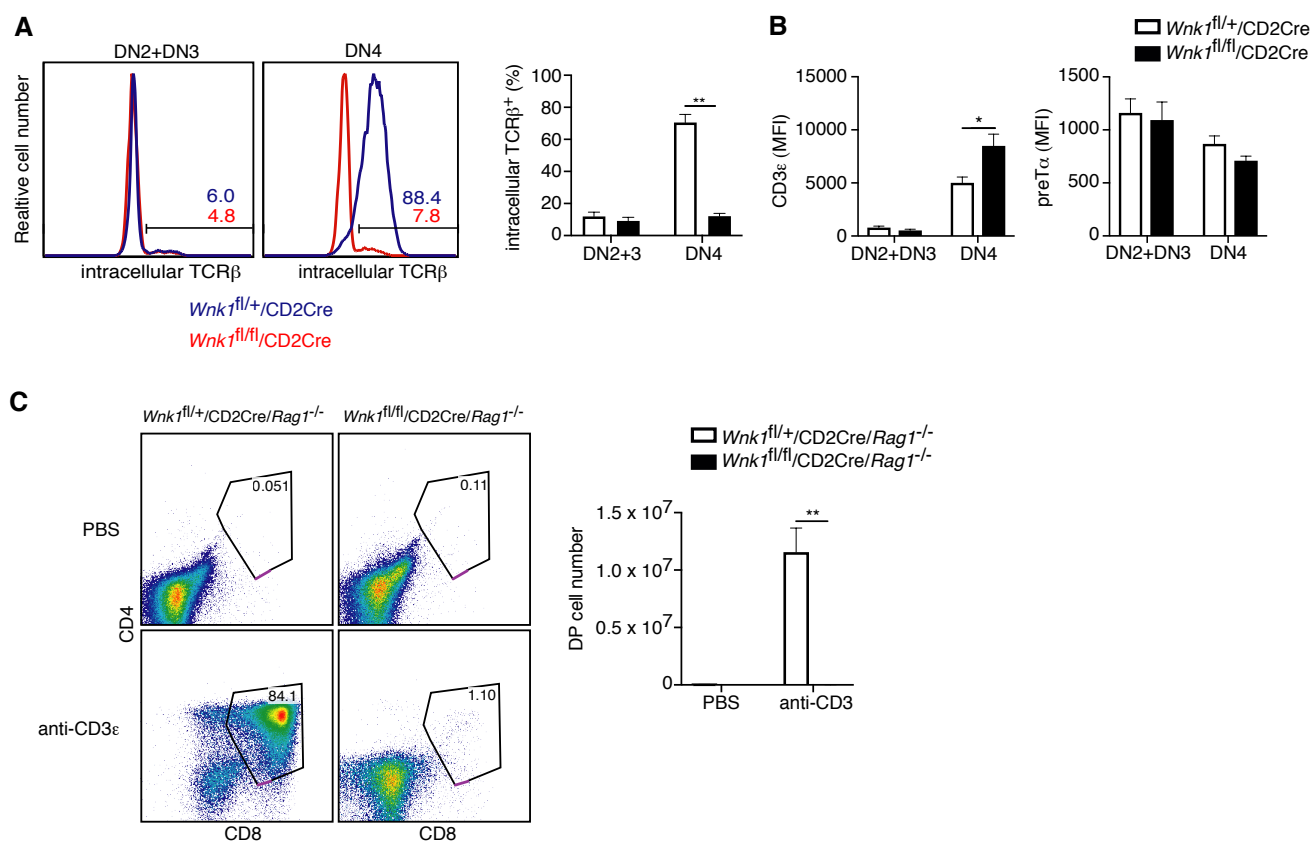 A
DN2+DN3
DN4
Realtive cell number
6.0
4.8
88.4
7.8
intracellular TCRβ
intracellular TCRβ
Wnk1fl/+/CD2Cre
Wnk1fl/fl/CD2Cre
intracellular TCRβ+ (%)
100
80
60
40
20
0
**
DN2+3
DN4
B
Wnk1fl/+/CD2Cre
Wnk1fl/fl/CD2Cre
CD3ε (MFI)
15000
10000
5000
0
*
DN2+DN3
DN4
preTα (MFI)
1500
1000
500
0
DN2+DN3
DN4
C
Wnk1fl/+/CD2Cre/Rag1-/-
Wnk1fl/fl/CD2Cre/Rag1-/-
PBS
0.051
0.11
CD4
anti-CD3ε
84.1
1.10
CD8
CD8
Wnk1fl/+/CD2Cre/Rag1-/-
Wnk1fl/fl/CD2Cre/Rag1-/-
DP cell number
1.5 x 10⁷
1.0 x 10⁷
0.5 x 10⁷
0
**
PBS
anti-CD3